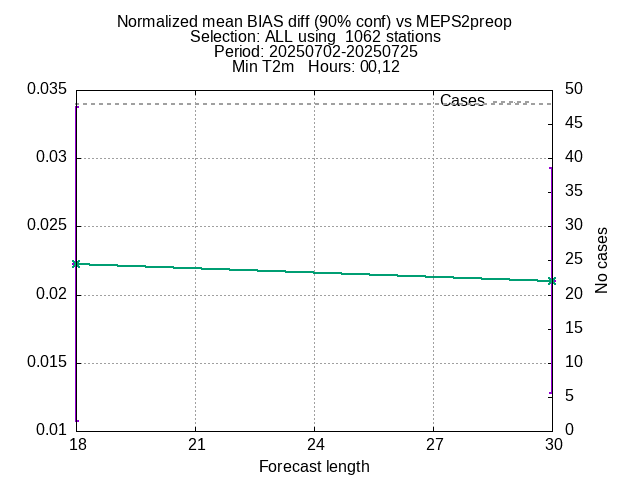 Normalized mean BIAS diff (90% conf) vs MEPS2preop
Selection: ALL using  1062 stations
Period: 20250702-20250725
Min T2m   Hours: 00,12
Cases
0.035
0.03
0.025
0.02
0.015
0.01
50
45
40
35
30
25
20
15
10
5
0
No cases
18 21 24 27 30
Forecast length